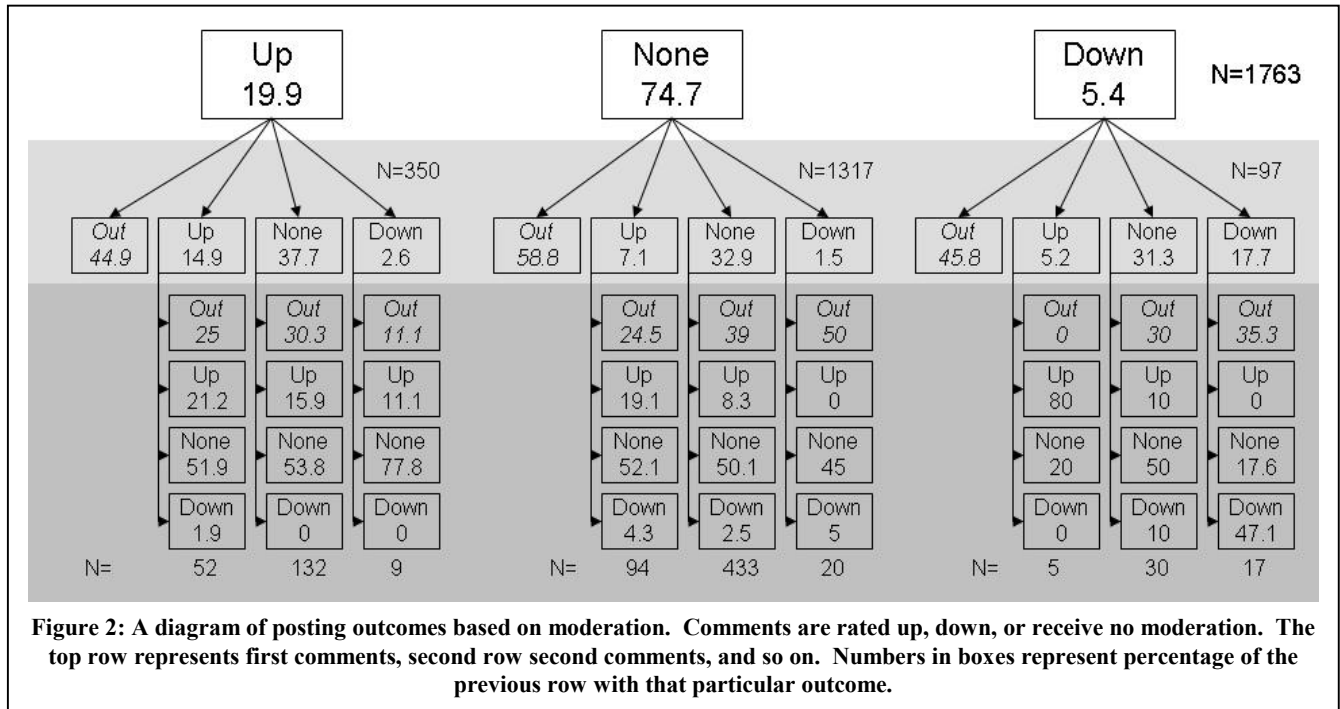 Up
19.9
None
74.7
Down
5.4
N=1763
N=350
N=1317
N=97
Out
44.9
Up
14.9
None
37.7
Down
2.6
Out
58.8
Up
7.1
None
32.9
Down
1.5
Out
45.8
Up
5.2
None
31.3
Down
17.7
Out
25
Out
30.3
Out
11.1
Out
24.5
Out
39
Out
50
Out
0
Out
30
Out
35.3
Up
21.2
Up
15.9
Up
11.1
Up
19.1
Up
8.3
Up
0
Up
80
Up
10
Up
0
None
51.9
None
53.8
None
77.8
None
52.1
None
50.1
None
45
None
20
None
50
None
17.6
Down
1.9
Down
0
Down
0
Down
4.3
Down
2.5
Down
5
Down
0
Down
10
Down
47.1
N= 52 132 9
N= 94 433 20
N= 5 30 17
Figure 2: A diagram of posting outcomes based on moderation. Comments are rated up, down, or receive no moderation. The
top row represents first comments, second row second comments, and so on. Numbers in boxes represent percentage of the
previous row with that particular outcome.